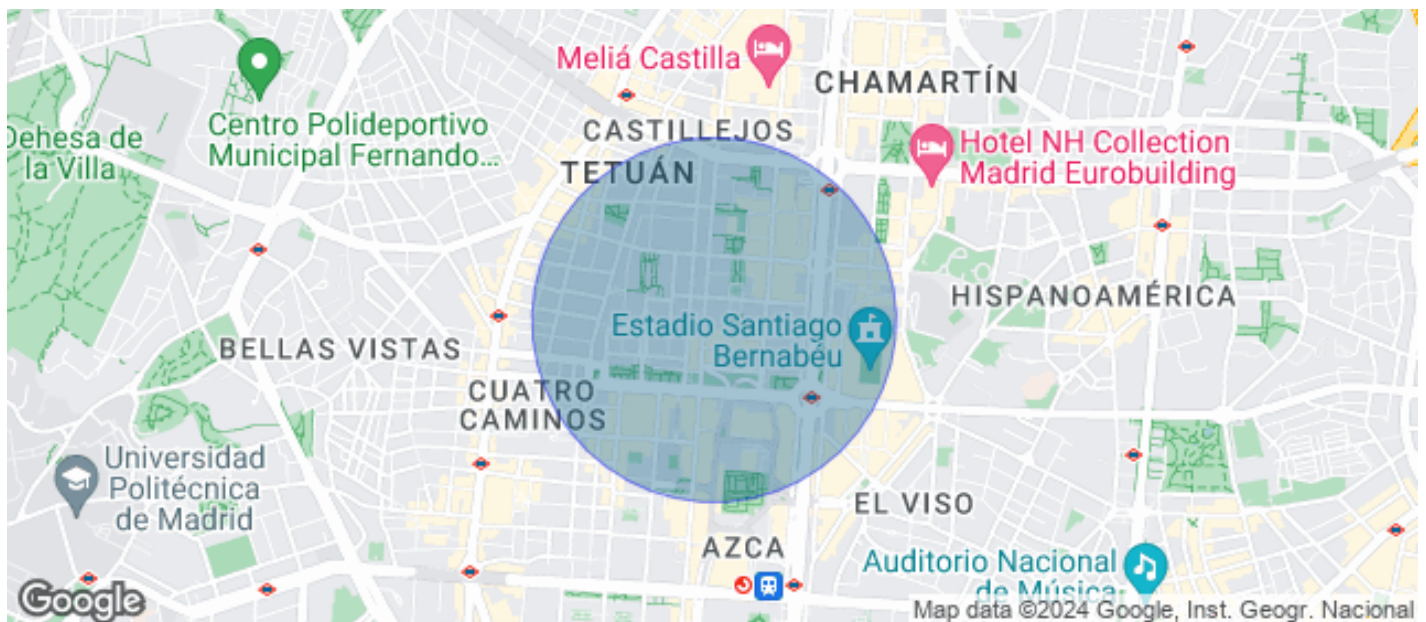 Meliá Castilla
CHAMARTÍN
Centro Polideportivo
Municipal Fernando...
Dehesa de
la Villa
CASTILLEJOS
TETUÁN
Hotel NH Collection
Madrid Eurobuilding
HISPANOAMÉRICA
Estadio Santiago
Bernabéu
BELLAS VISTAS
CUATRO
CAMINOS
Universidad
Politécnica
de Madrid
EL VISO
AZCA
Auditorio Nacional
de Música
Google
Map data ©2024 Google, Inst. Geogr. Nacional